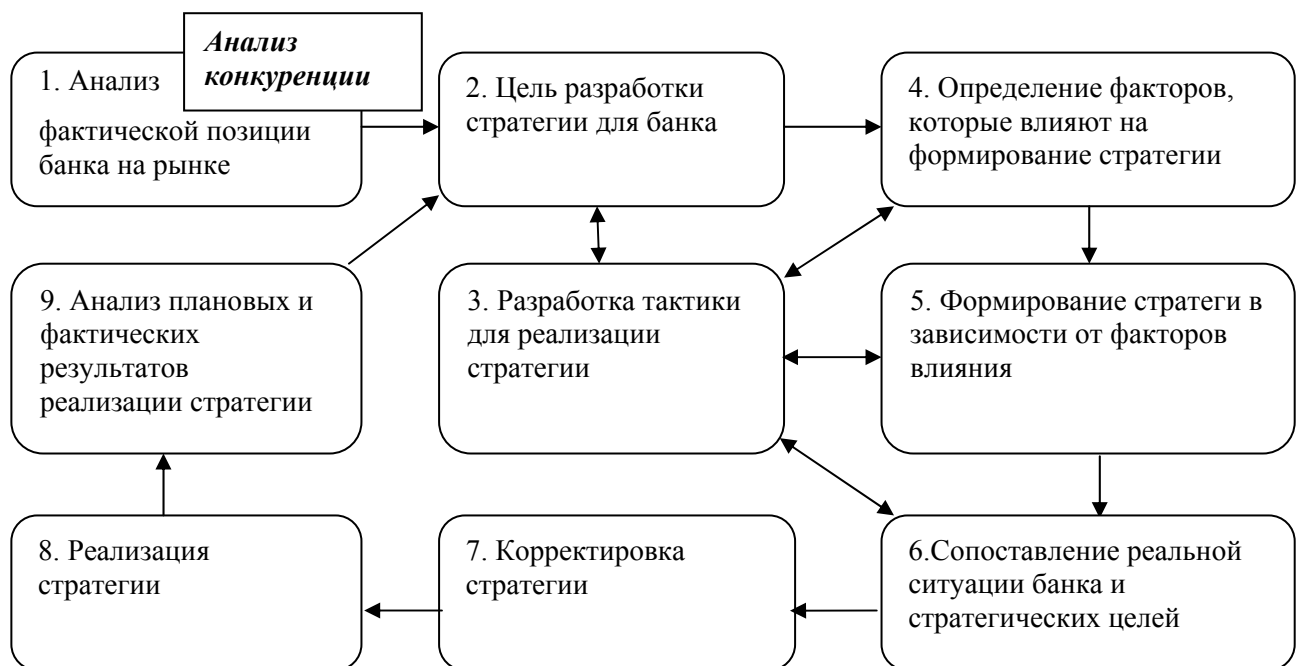 Анализ
конкуренции
1. Анализ
фактической позиции
банка на рынке
2. Цель разработки
стратегии для банка
4. Определение факторов,
которые влияют на
формирование стратегии
9. Анализ плановых и
фактических
результатов
реализации стратегии
3. Разработка тактики
для реализации
стратегии
5. Формирование стратеги в
зависимости от факторов
влияния
8. Реализация
стратегии
7. Корректировка
стратегии
6.Сопоставление реальной
ситуации банка и
стратегических целей